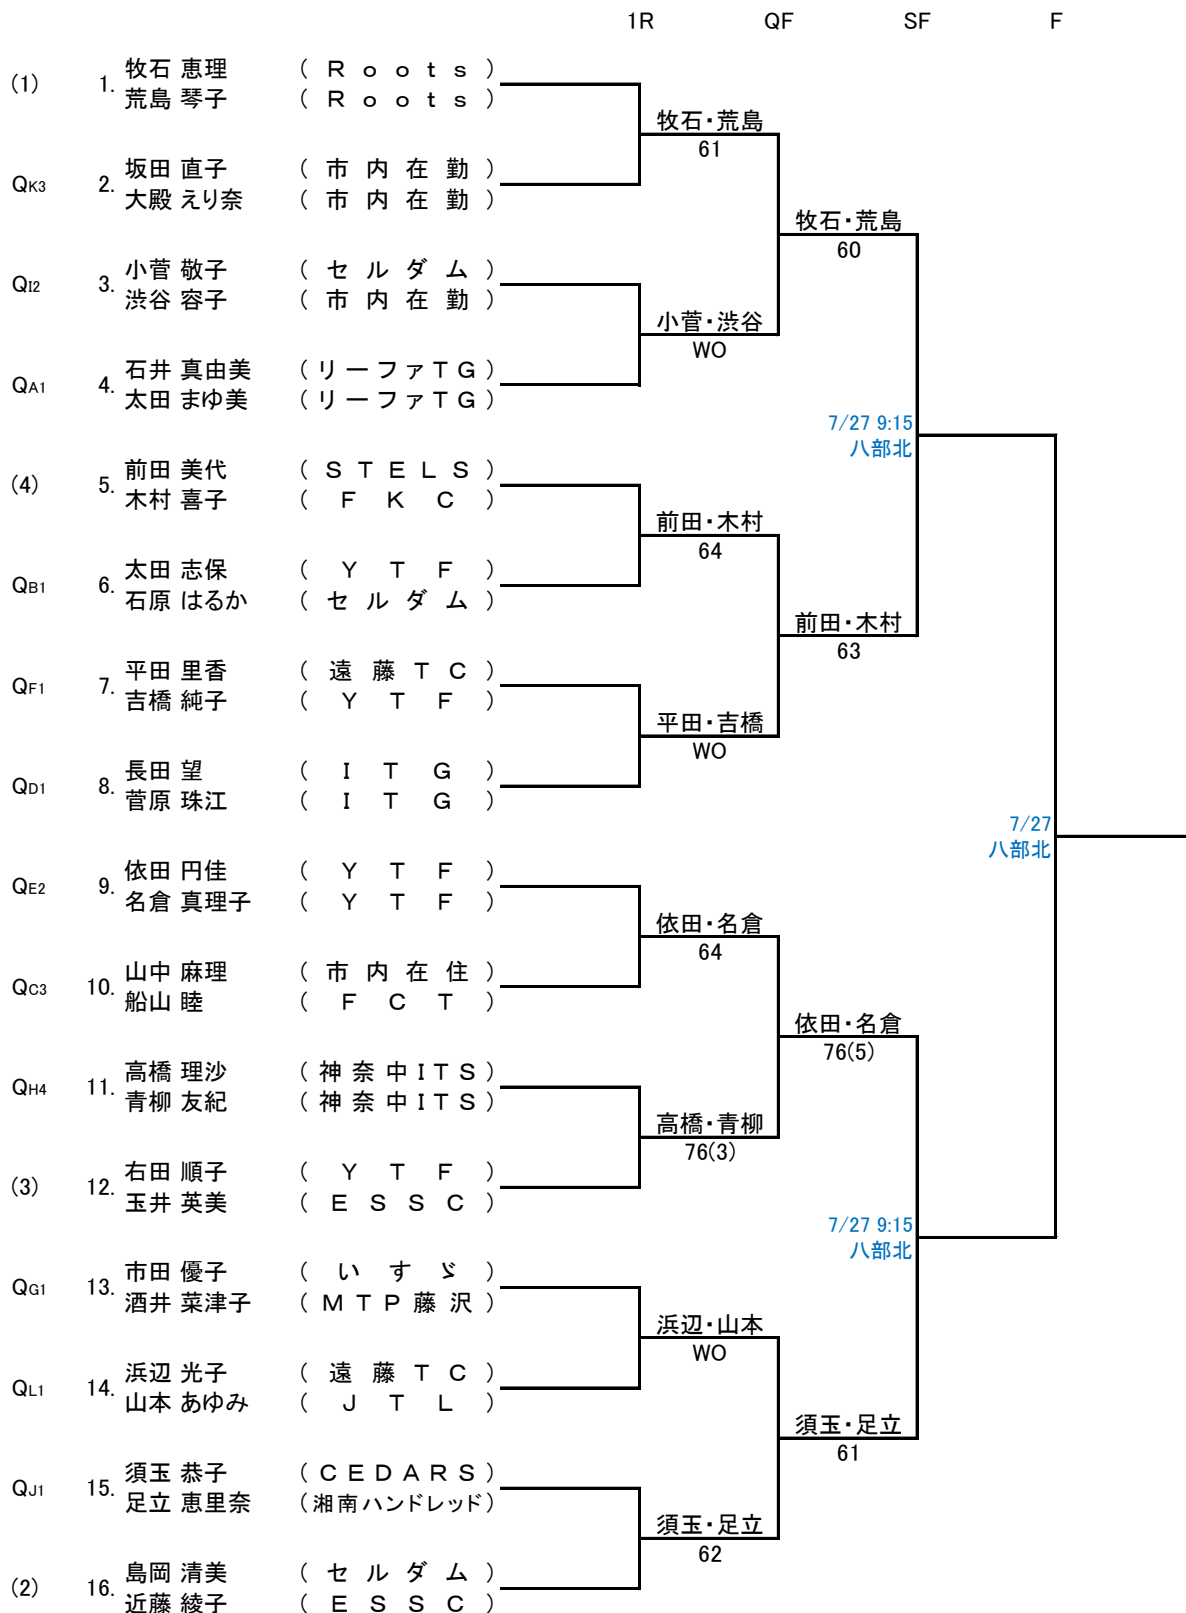 1R QF SF F
(1) 1. 牧石 恵理 ( Roots )
荒島 琴子 ( Roots )
牧石・荒島
61
QK3 2. 坂田 直子 ( 市内在勤 )
大殿 えり奈 ( 市内在勤 )
牧石・荒島
60
QI2 3. 小菅 敬子 ( セルダム )
渋谷 容子 ( 市内在勤 )
小菅・渋谷
WO
QA1 4. 石井 真由美 ( リーファTG )
太田 まゆ美 ( リーファTG )
7/27 9:15
八部北
(4) 5. 前田 美代 ( STELS )
木村 喜子 ( FKC )
前田・木村
64
QB1 6. 太田 志保 ( YTF )
石原 はるか ( セルダム )
前田・木村
63
QF1 7. 平田 里香 ( 遠藤TC )
吉橋 純子 ( YTF )
平田・吉橋
WO
QD1 8. 長田 望 ( ITG )
菅原 珠江 ( ITG )
7/27
八部北
QE2 9. 依田 円佳 ( YTF )
名倉 真理子 ( YTF )
依田・名倉
64
QC3 10. 山中 麻理 ( 市内在住 )
船山 睦 ( FCT )
依田・名倉
76(5)
QH4 11. 高橋 理沙 ( 神奈中ITS )
青柳 友紀 ( 神奈中ITS )
高橋・青柳
76(3)
(3) 12. 右田 順子 ( YTF )
玉井 英美 ( ESSC )
7/27 9:15
八部北
QG1 13. 市田 優子 ( いすゞ )
酒井 菜津子 ( MTP藤沢 )
浜辺・山本
WO
QL1 14. 浜辺 光子 ( 遠藤TC )
山本 あゆみ ( JTL )
須玉・足立
61
QJ1 15. 須玉 恭子 ( CEDARS )
足立 恵里奈 ( 湘南ハンドレッド )
須玉・足立
62
(2) 16. 島岡 清美 ( セルダム )
近藤 綾子 ( ESSC )